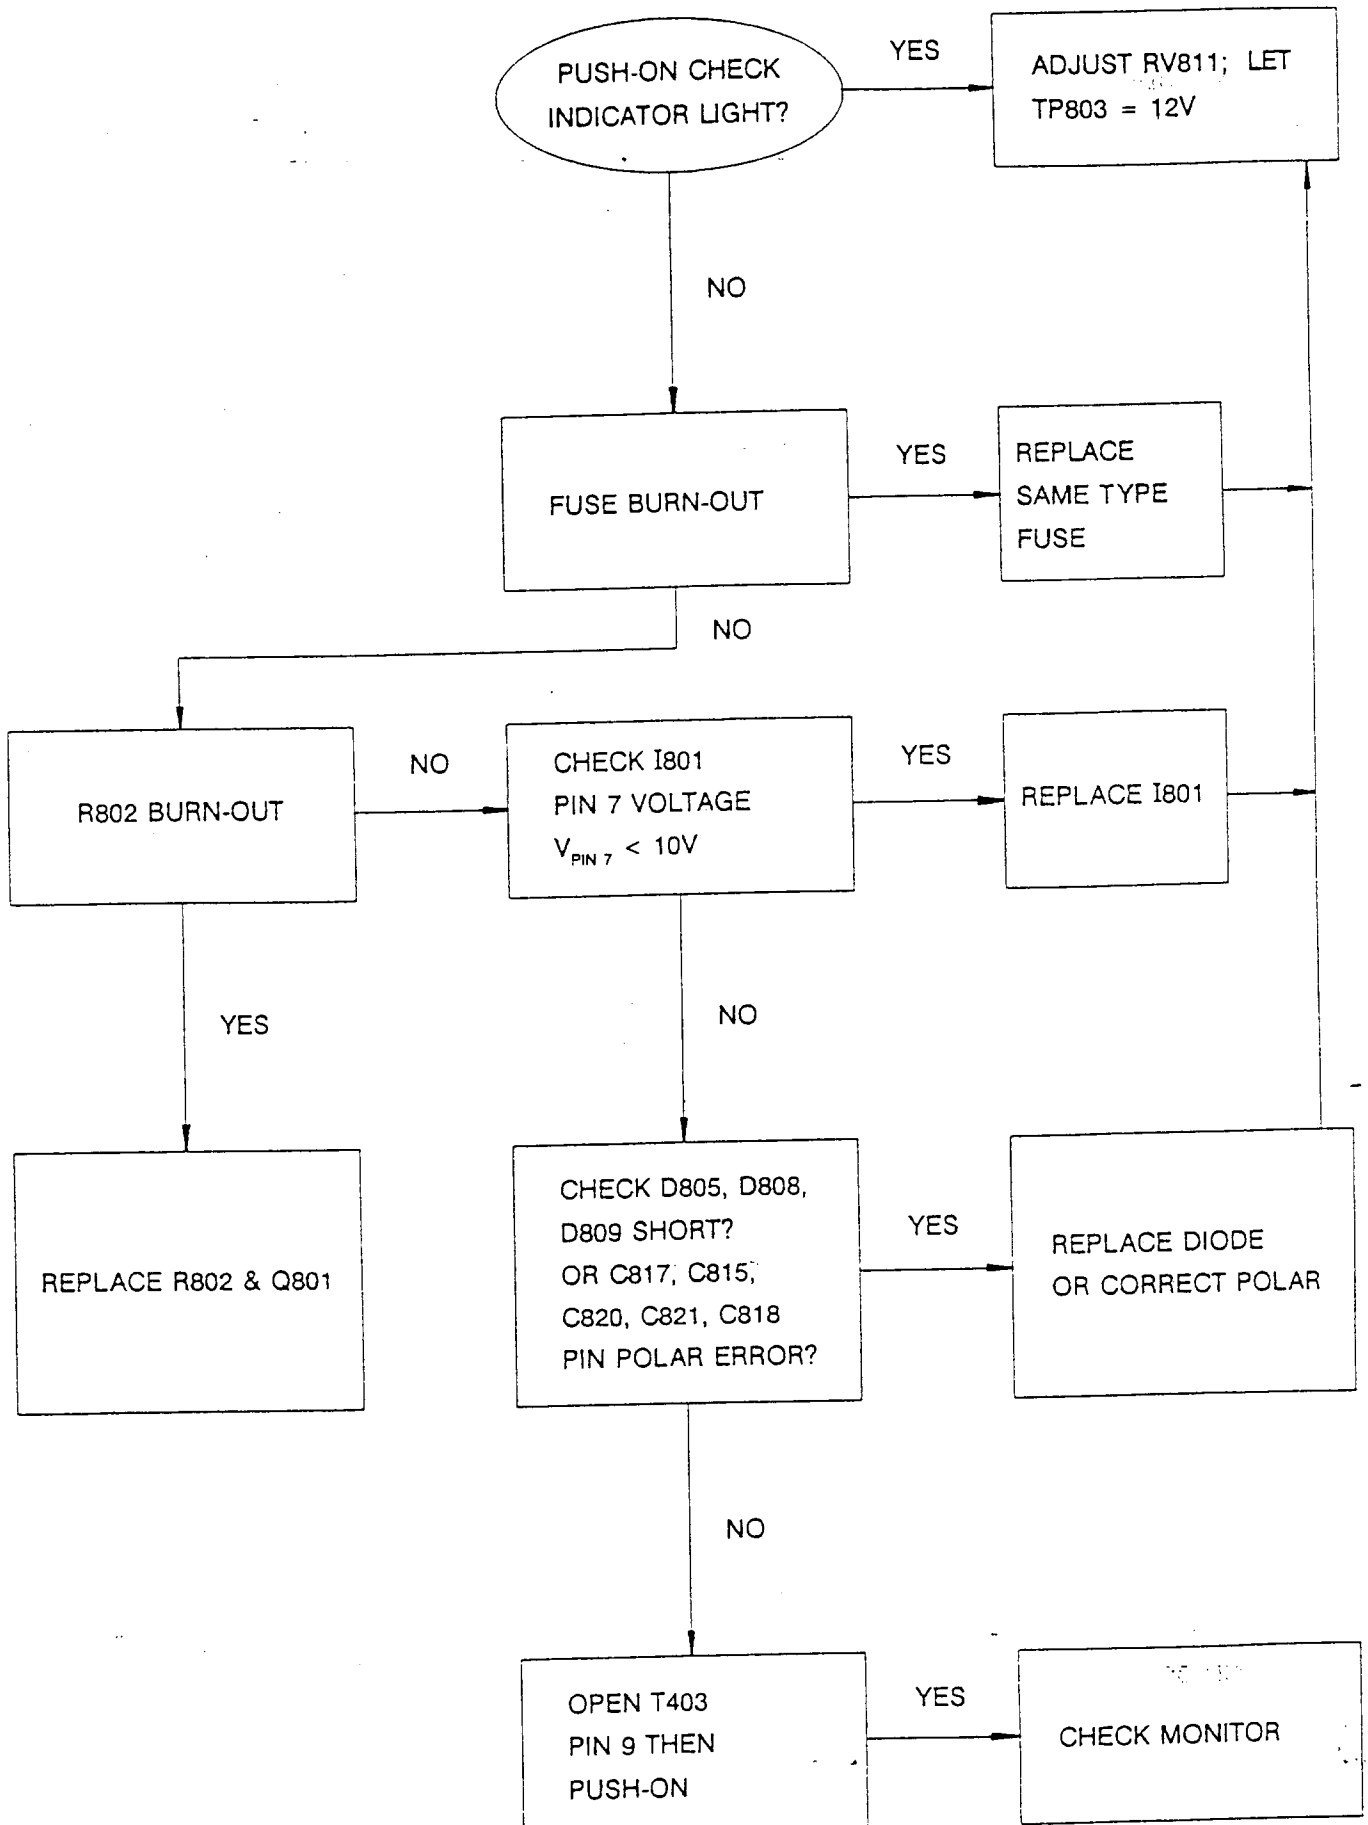 PUSH-ON CHECK
INDICATOR LIGHT?
YES
ADJUST RV811; LET
TP803 = 12V
NO
FUSE BURN-OUT
YES
REPLACE
SAME TYPE
FUSE
NO
R802 BURN-OUT
NO
CHECK I801
PIN 7 VOLTAGE
V PIN 7 < 10V
YES
REPLACE I801
YES
NO
REPLACE R802 & Q801
CHECK D805, D808,
D809 SHORT?
OR C817, C815,
C820, C821, C818
PIN POLAR ERROR?
YES
REPLACE DIODE
OR CORRECT POLAR
NO
OPEN T403
PIN 9 THEN
PUSH-ON
YES
CHECK MONITOR